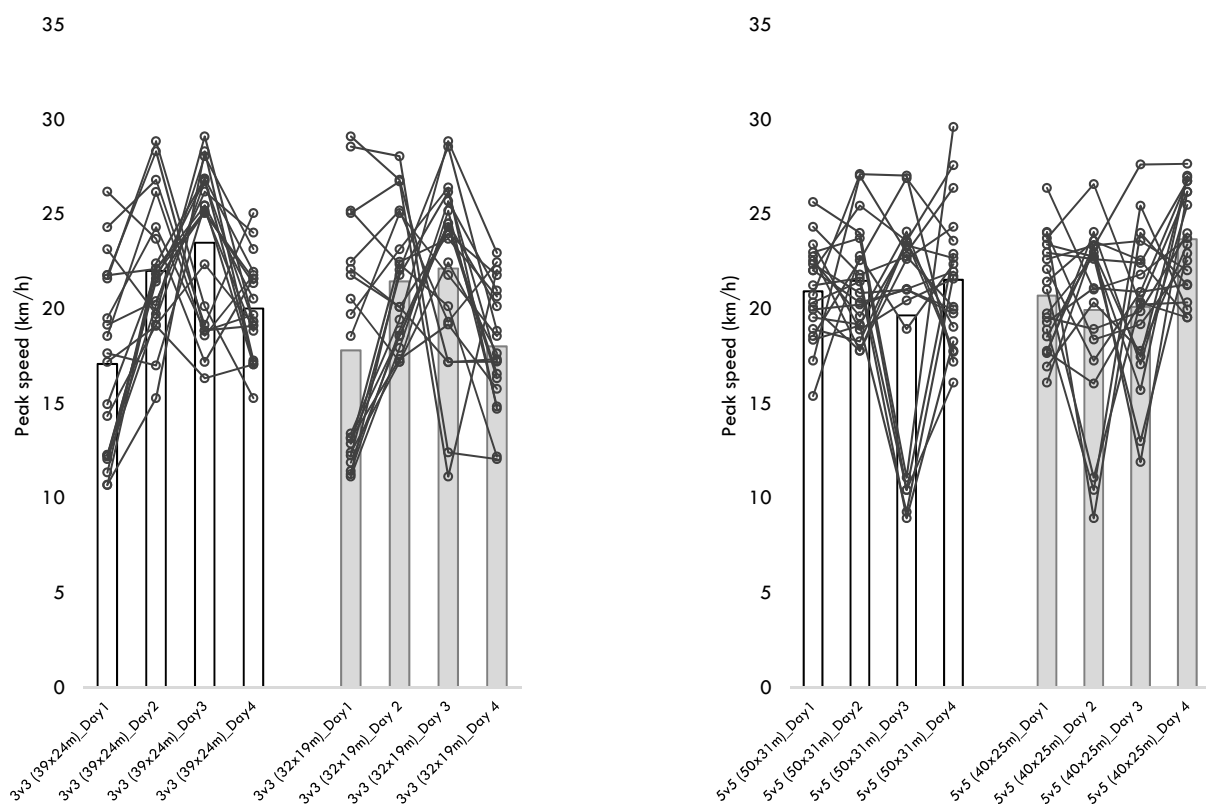 35
30
25
20
15
10
5
0
Peak speed (km/h)
3v3 (39x24m)_Day1
3v3 (39x24m)_Day2
3v3 (39x24m)_Day3
3v3 (39x24m)_Day4
3v3 (32x19m)_Day1
3v3 (32x19m)_Day 2
3v3 (32x19m)_Day 3
3v3 (32x19m)_Day 4
35
30
25
20
15
10
5
0
Peak speed (km/h)
5v5 (50x31m)_Day1
5v5 (50x31m)_Day2
5v5 (50x31m)_Day3
5v5 (50x31m)_Day4
5v5 (40x25m)_Day1
5v5 (40x25m)_Day 2
5v5 (40x25m)_Day 3
5v5 (40x25m)_Day 4